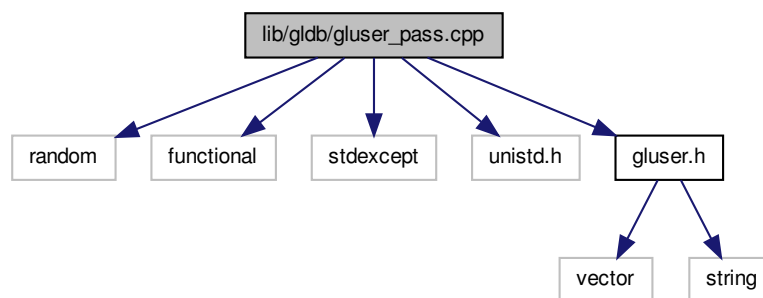 lib/gldb/gluser_pass.cpp
random
functional
stdexcept
unistd.h
gluser.h
vector
string